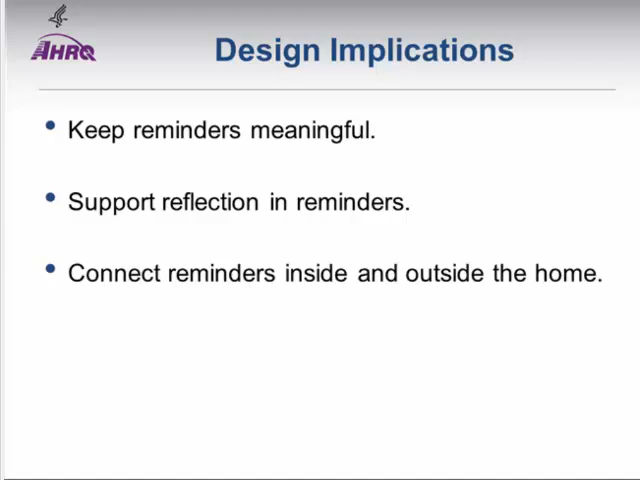 AHRQ
Design Implications
• Keep reminders meaningful.
• Support reflection in reminders.
• Connect reminders inside and outside the home.